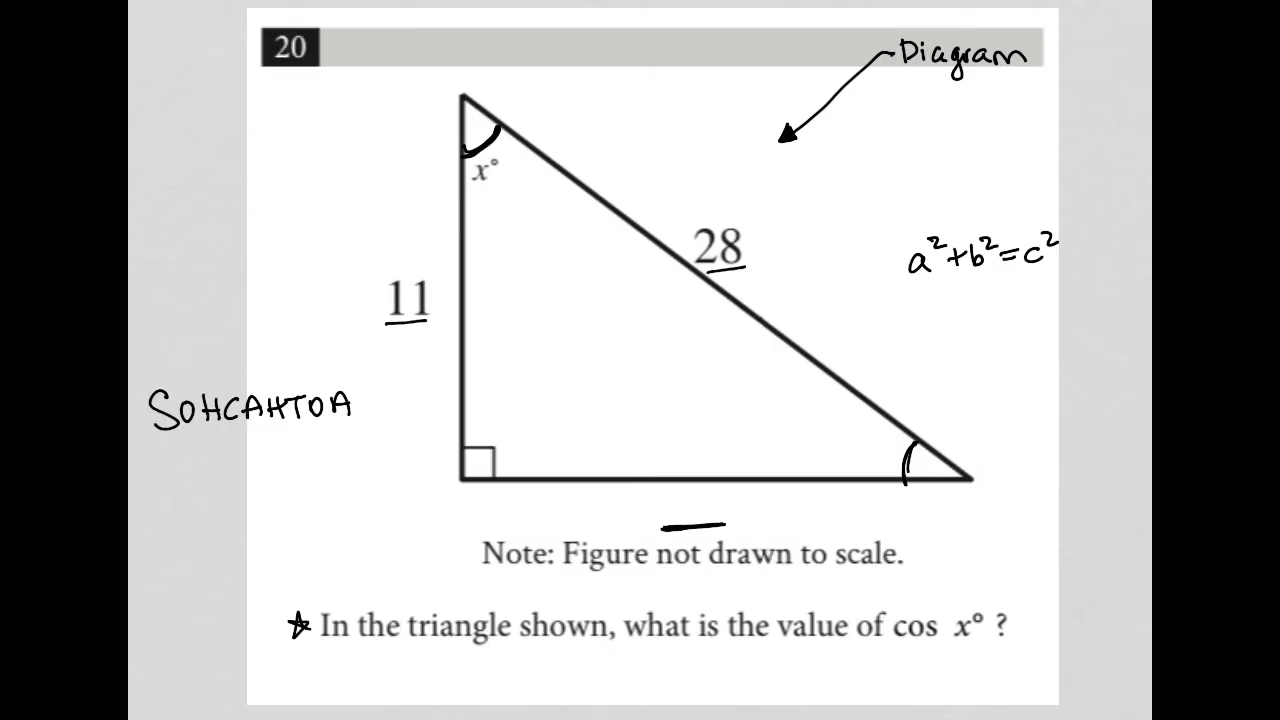 20
Diagram
x°
28
a²+b²=c²
11
SOHCAHTOA
Note: Figure not drawn to scale.
In the triangle shown, what is the value of cos x° ?